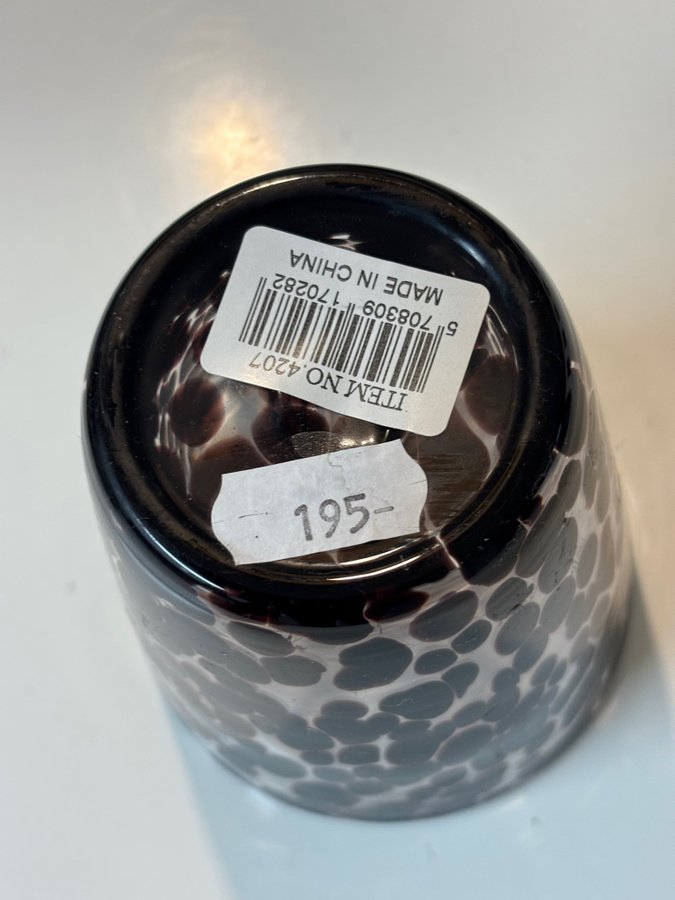 ITEM NO.4207
5 708309 170282
MADE IN CHINA
195-